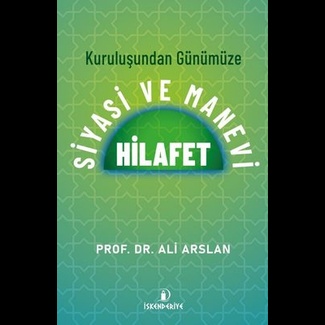 Kuruluşundan Günümüze
SİYASİ VE MANEVİ
HİLAFET
PROF. DR. ALİ ARSLAN
İSKENDERİYE